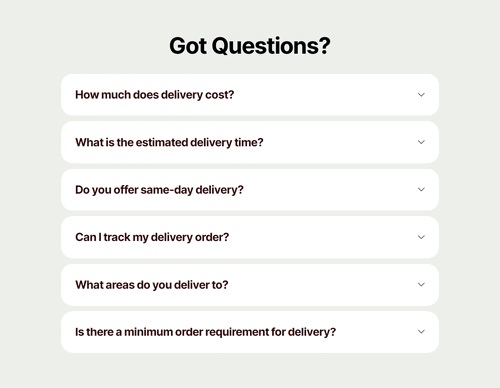 Got Questions?
How much does delivery cost?
What is the estimated delivery time?
Do you offer same-day delivery?
Can I track my delivery order?
What areas do you deliver to?
Is there a minimum order requirement for delivery?